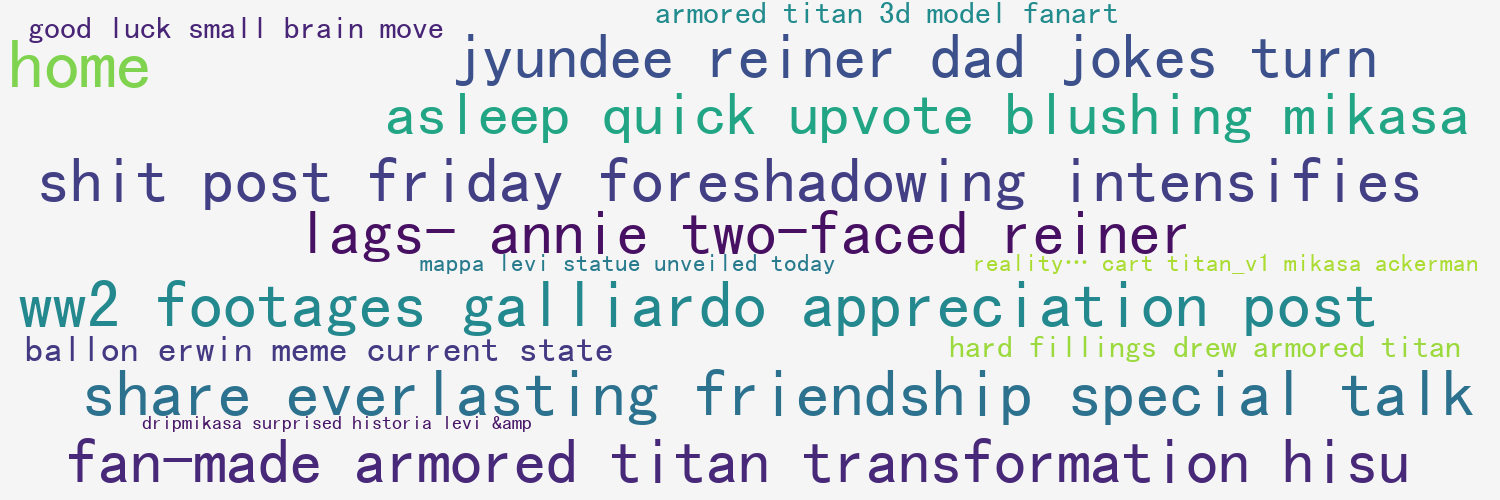 armored titan 3d model fanart
good luck small brain move
home
jyundee reiner dad jokes turn
asleep quick upvote blushing mikasa
shit post friday foreshadowing intensifies
lags- annie two-faced reiner
mappa levi statue unveiled today
reality… cart titan_v1 mikasa ackerman
ww2 footages galliardo appreciation post
ballon erwin meme current state
hard fillings drew armored titan
share everlasting friendship special talk
dripmikasa surprised historia levi &amp
fan-made armored titan transformation hisu